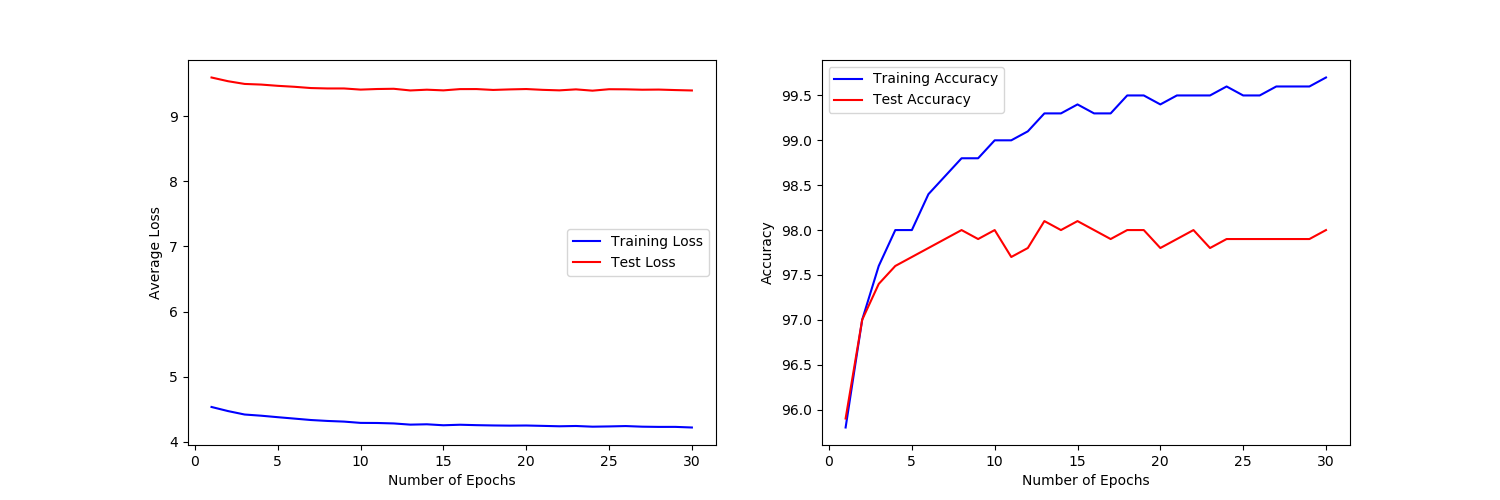 9
8
7
6
5
4
0 5 10 15 20 25 30
Average Loss
Number of Epochs
Training Loss
Test Loss
Training Accuracy
Test Accuracy
99.5
99.0
98.5
98.0
97.5
97.0
96.5
96.0
0 5 10 15 20 25 30
Accuracy
Number of Epochs